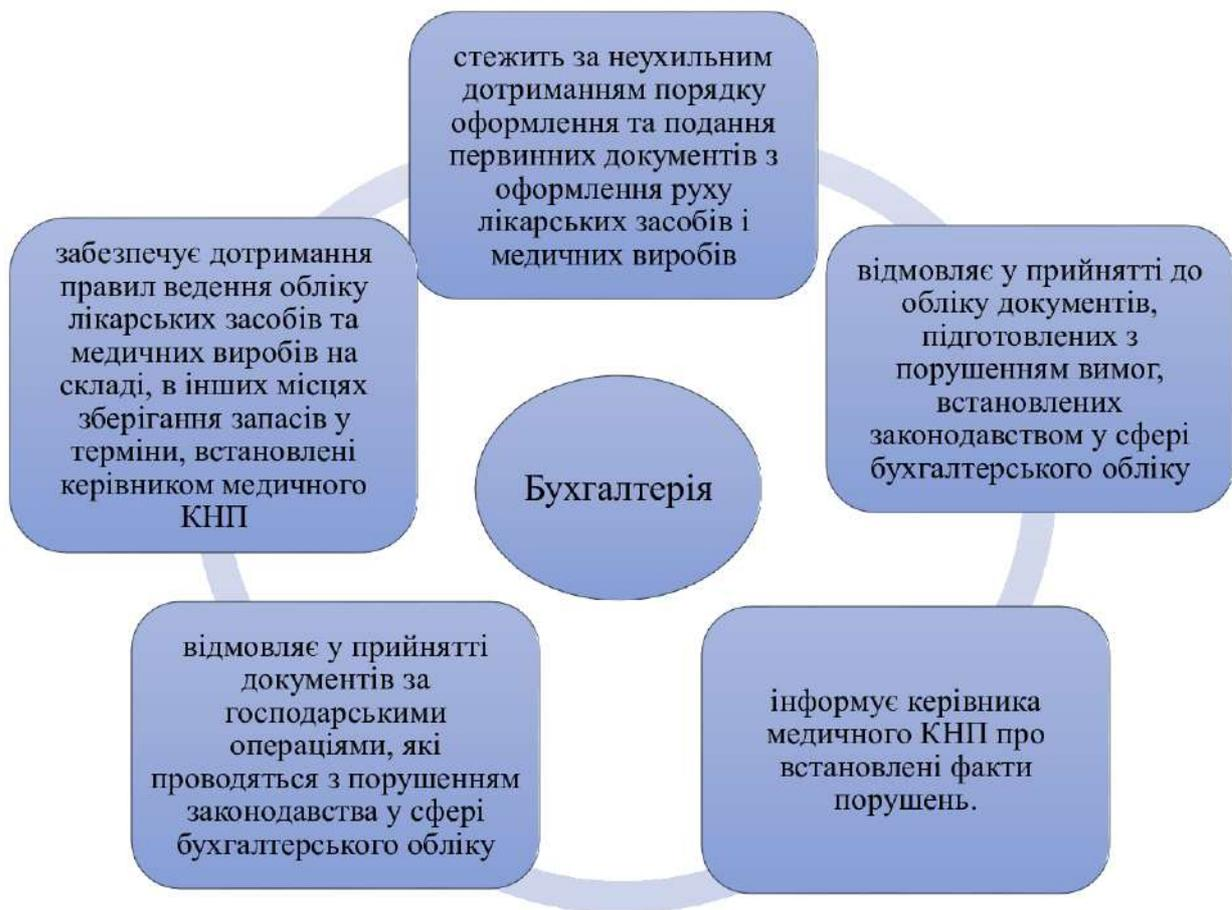 стежить за неухильним
дотриманням порядку
оформлення та подання
первинних документів з
оформлення руху
лікарських засобів і
медичних виробів
відмовляє у прийнятті до
обліку документів,
підготовлених з
порушенням вимог,
встановлених
законодавством у сфері
бухгалтерського обліку
інформує керівника
медичного КНП про
встановлені факти
порушень.
відмовляє у прийнятті
документів за
господарськими
операціями, які
проводяться з порушенням
законодавства у сфері
бухгалтерського обліку
забезпечує дотримання
правил ведення обліку
лікарських засобів та
медичних виробів на
складі, в інших місцях
зберігання запасів у
терміни, встановлені
керівником медичного
КНП
Бухгалтерія